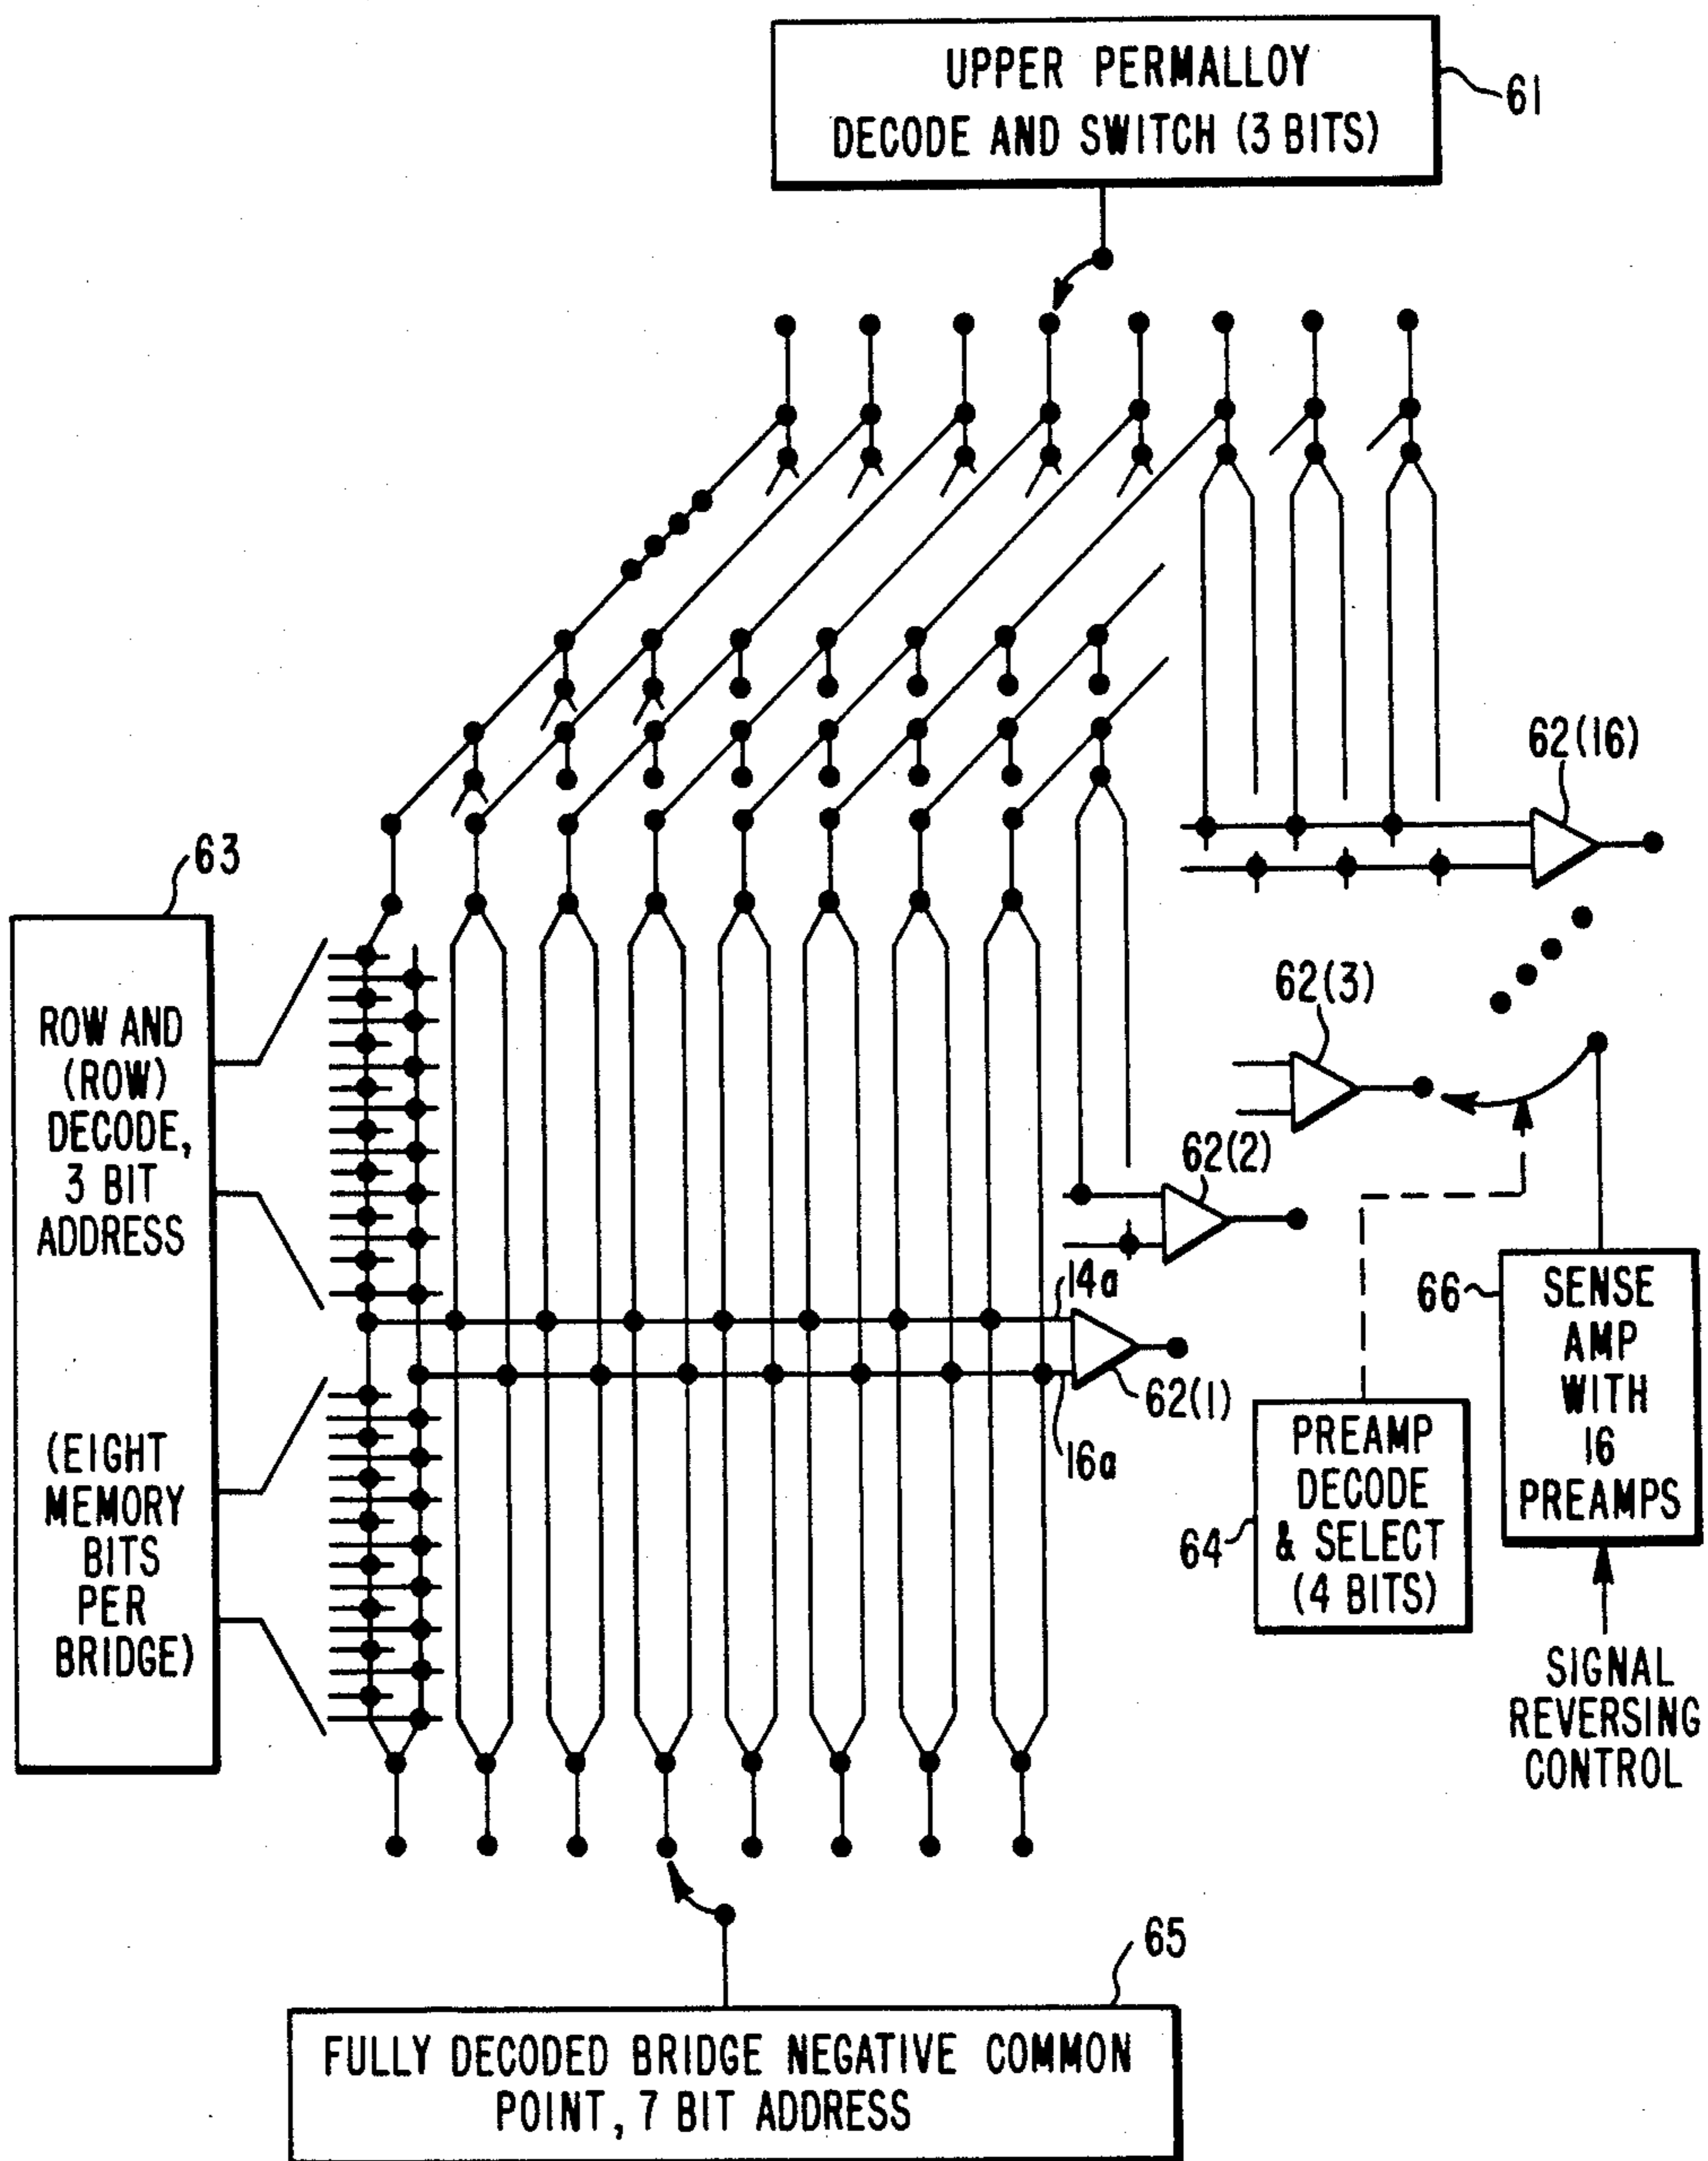 UPPER PERMALLOY
DECODE AND SWITCH (3 BITS)
61
62(16)
63
ROW AND
(ROW)
DECODE,
3 BIT
ADDRESS
(EIGHT
MEMORY
BITS
PER
BRIDGE)
62(3)
62(2)
14a
62(1)
16a
66
SENSE
AMP
WITH
16
PREAMPS
64
PREAMP
DECODE
& SELECT
(4 BITS)
SIGNAL
REVERSING
CONTROL
65
FULLY DECODED BRIDGE NEGATIVE COMMON
POINT, 7 BIT ADDRESS